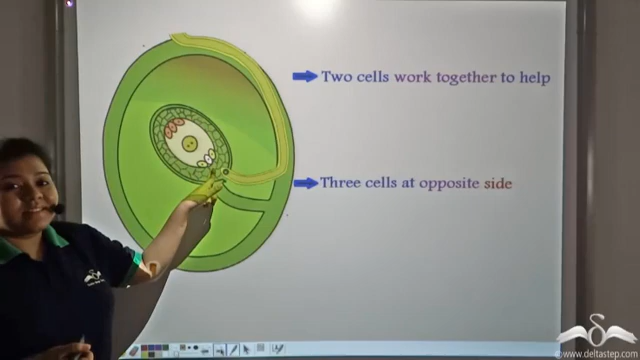 Two cells work together to help
Three cells at opposite side
©www.deltastep.com